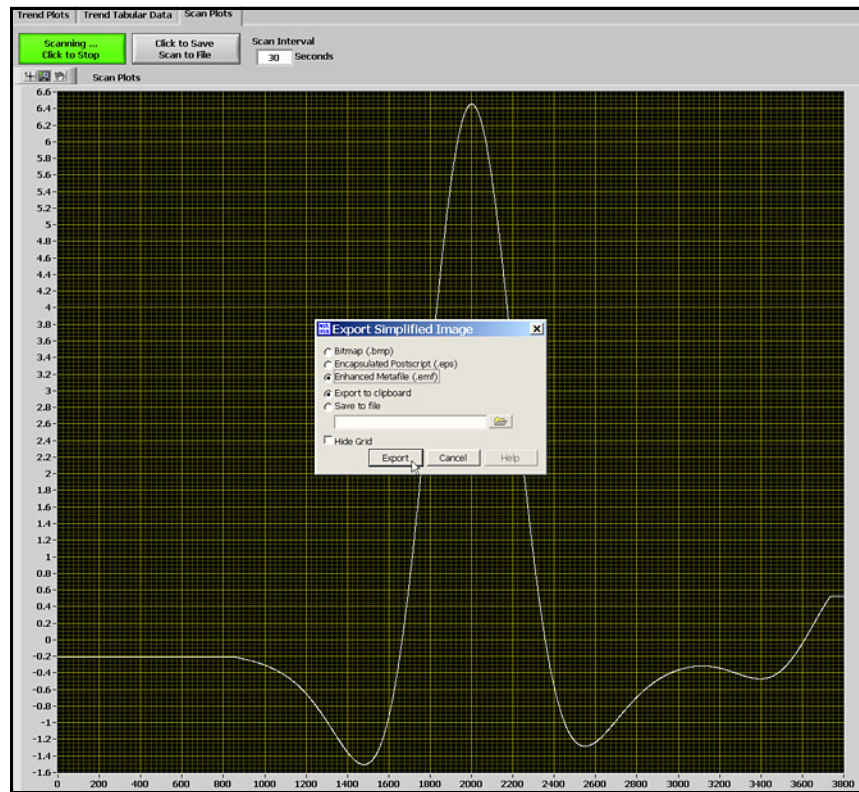 Trend Plots Trend Tabular Data Scan Plots
Scanning ...
Click to Stop
Click to Save
Scan to File
Scan Interval
30 Seconds
Scan Plots
6.6
6.4
6.2
6
5.8
5.6
5.4
5.2
5
4.8
4.6
4.4
4.2
4
3.8
3.6
3.4
3.2
3
2.8
2.6
2.4
2.2
2
1.8
1.6
1.4
1.2
1
0.8
0.6
0.4
0.2
0
-0.2
-0.4
-0.6
-0.8
-1
-1.2
-1.4
-1.6
0 200 400 600 800 1000 1200 1400 1600 1800 2000 2200 2400 2600 2800 3000 3200 3400 3600 3800
Export Simplified Image
Bitmap (.bmp)
Encapsulated Postscript (.eps)
Enhanced Metafile (.emf)
Export to clipboard
Save to file
Hide Grid
Export Cancel Help